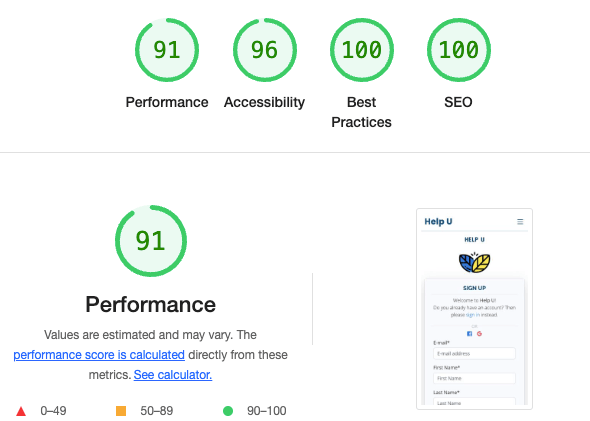 91
96
100
100
Performance
Accessibility
Best
Practices
SEO
91
Performance
Values are estimated and may vary. The
performance score is calculated directly from these
metrics. See calculator.
0–49
50–89
90–100
Help U
HELP U
SIGN UP
Welcome to Help U!
Do you already have an account? Then
please sign in instead.
OR
E-mail*
E-mail address
First Name*
First Name
Last Name*
Last Name